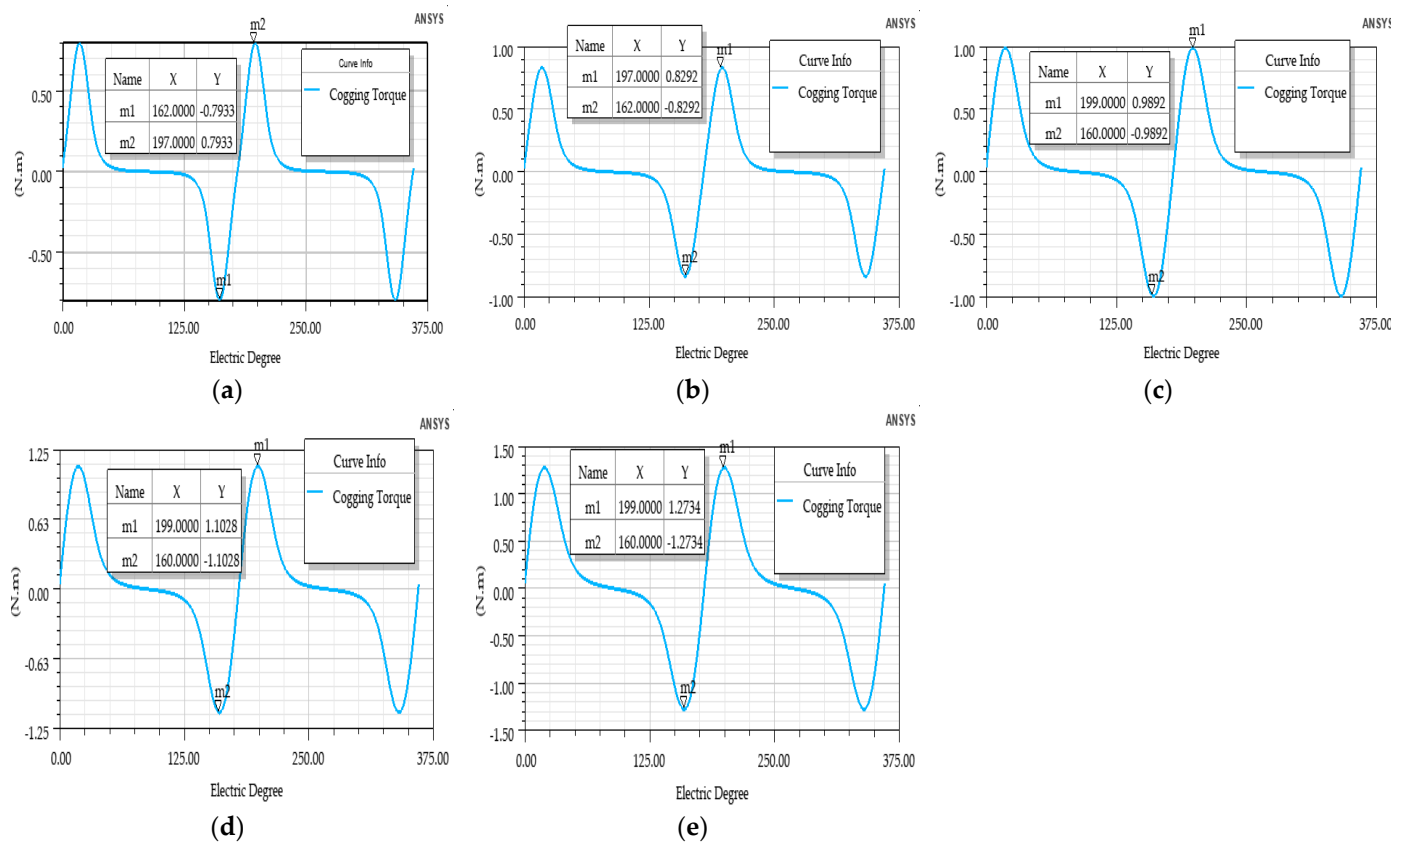 ANSYS
m2
Name X Y
m1 162.0000 -0.7933
m2 197.0000 0.7933
Curve Info
Cogging Torque
0.50
0.00
-0.50
(N.m)
m1
0.00 125.00 250.00 375.00
Electric Degree
(a)
ANSYS
m1
Name X Y
m1 197.0000 0.8292
m2 162.0000 -0.8292
Curve Info
Cogging Torque
1.00
0.50
0.00
-0.50
-1.00
(N.m)
m2
0.00 125.00 250.00 375.00
Electric Degree
(b)
ANSYS
m1
Name X Y
m1 199.0000 0.9892
m2 160.0000 -0.9892
Curve Info
Cogging Torque
1.00
0.50
0.00
-0.50
-1.00
(N.m)
m2
0.00 125.00 250.00 375.00
Electric Degree
(c)
ANSYS
m1
Name X Y
m1 199.0000 1.1028
m2 160.0000 -1.1028
Curve Info
Cogging Torque
1.25
0.63
0.00
-0.63
-1.25
(N.m)
m2
0.00 125.00 250.00 375.00
Electric Degree
(d)
ANSYS
m1
Name X Y
m1 199.0000 1.2734
m2 160.0000 -1.2734
Curve Info
Cogging Torque
1.50
1.00
0.50
0.00
-0.50
-1.00
-1.50
(N.m)
m2
0.00 125.00 250.00 375.00
Electric Degree
(e)